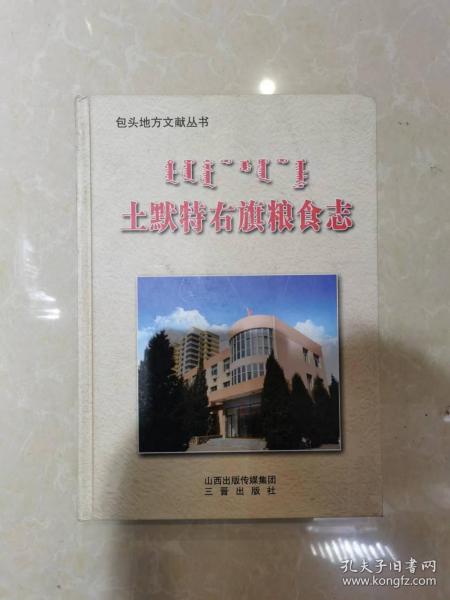 包头地方文献丛书
土默特右旗粮食志
山西出版传媒集团
三晋出版社
孔夫子旧书网
www.kongfz.com